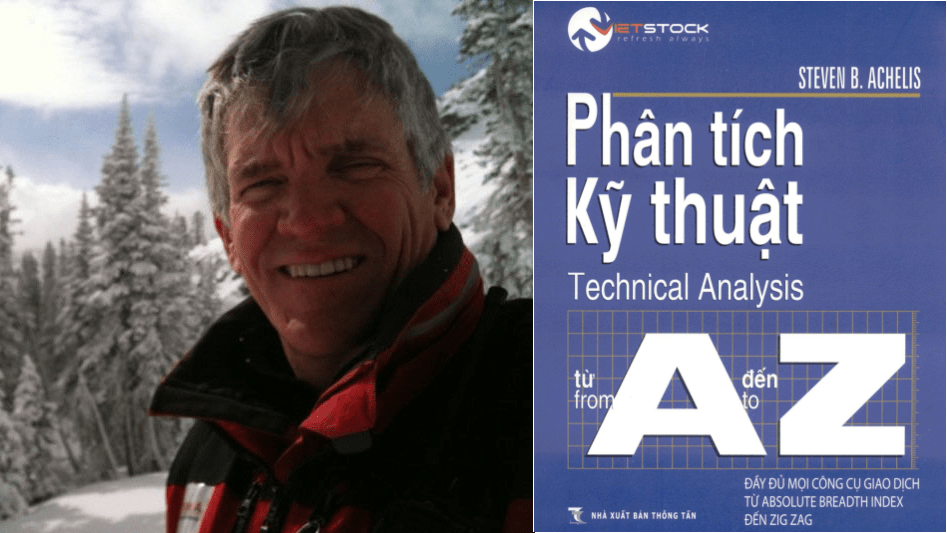 VIETSTOCK
refresh always
STEVEN B. ACHELIS
Phân tích
Kỹ thuật
Technical Analysis
từ
from
A
đến
to
Z
ĐẦY ĐỦ MỌI CÔNG CỤ GIAO DỊCH
TỪ ABSOLUTE BREADTH INDEX
ĐẾN ZIG ZAG
NHÀ XUẤT BẢN THÔNG TẤN